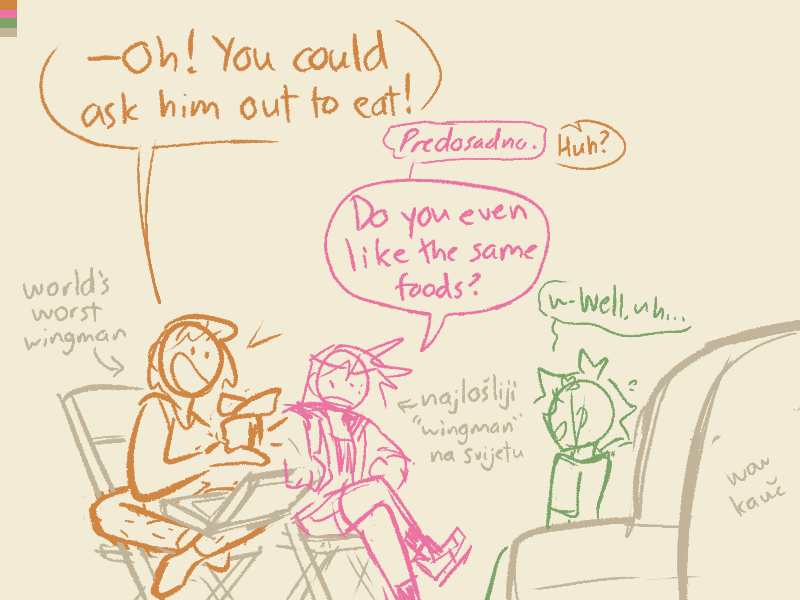 -Oh! You could
ask him out to eat!
Predosadno.
Huh?
Do you even
like the same
foods?
w-Well, uh...
world's
worst
wingman
najlošliji
"wingman"
na svijetu
wow
kauč